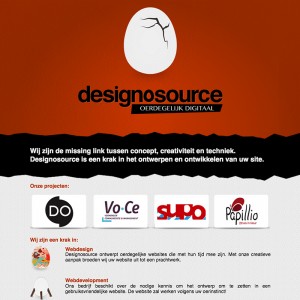 designosource
OERDEGELIJK DIGITAAL
Wij zijn de missing link tussen concept, creativiteit en techniek.
Designosource is een krak in het ontwerpen en ontwikkelen van uw site.
Onze projecten:
DO
Vo*Ce
supo
Papillio
Wij zijn een krak in:
Webdesign
Designosource ontwerpt oerdegelijke websites die met hun tijd mee zijn. Met onze creatieve
aanpak broeden wij uw website uit tot een prachtwerk.
Webdevelopment
Ons bedrijf beschikt over de nodige kennis om het ontwerp om te zetten in een
gebruiksvriendelijke website. De website zal werken volgens uw eninstinct!